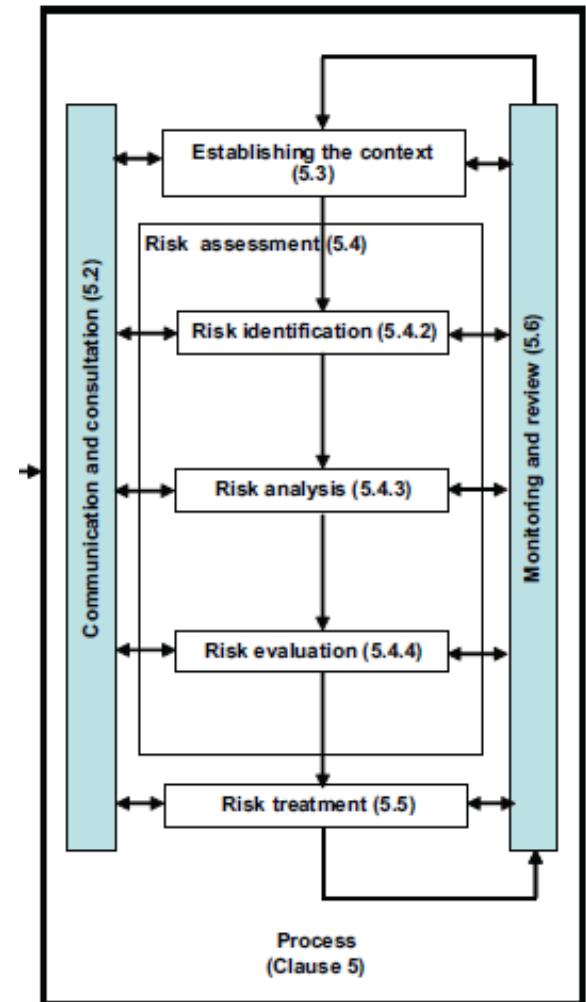 Establishing the context
(5.3)
Risk assessment (5.4)
Communication and consultation (5.2)
Risk identification (5.4.2)
Monitoring and review (5.6)
Risk analysis (5.4.3)
Risk evaluation (5.4.4)
Risk treatment (5.5)
Process
(Clause 5)